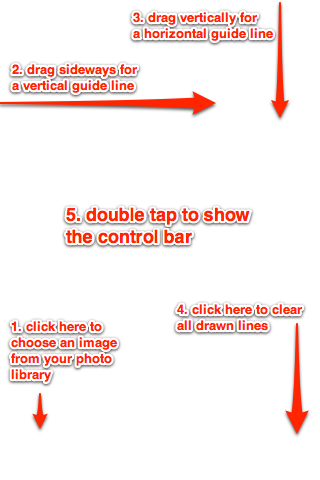 3. drag vertically for
a horizontal guide line
2. drag sideways for
a vertical guide line
5. double tap to show
the control bar
4. click here to clear
all drawn lines
1. click here to
choose an image
from your photo
library